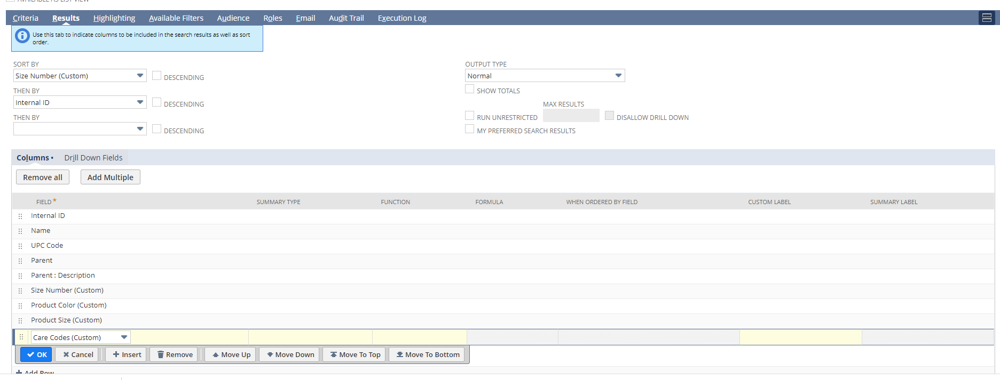 AVAILABLE AS LIST VIEW
Criteria Results Highlighting Available Filters Audience Roles Email Audit Trail Execution Log
Use this tab to indicate columns to be included in the search results as well as sort
order.
SORT BY
Size Number (Custom) DESCENDING
THEN BY
Internal ID DESCENDING
THEN BY
DESCENDING
OUTPUT TYPE
Normal
SHOW TOTALS
MAX RESULTS
RUN UNRESTRICTED DISALLOW DRILL DOWN
MY PREFERRED SEARCH RESULTS
Columns • Drill Down Fields
Remove all Add Multiple
FIELD * SUMMARY TYPE FUNCTION FORMULA WHEN ORDERED BY FIELD CUSTOM LABEL SUMMARY LABEL
Internal ID
Name
UPC Code
Parent
Parent : Description
Size Number (Custom)
Product Color (Custom)
Product Size (Custom)
Care Codes (Custom)
OK Cancel Insert Remove Move Up Move Down Move To Top Move To Bottom
Add Row